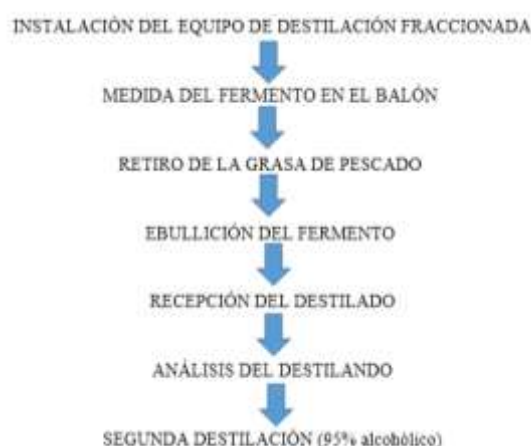 INSTALACIÓN DEL EQUIPO DE DESTILACIÓN FRACCIONADA
MEDIDA DEL FERMENTO EN EL BALÓN
RETIRO DE LA GRASA DE PESCADO
EBULLICIÓN DEL FERMENTO
RECEPCIÓN DEL DESTILADO
ANÁLISIS DEL DESTILANDO
SEGUNDA DESTILACIÓN (95% alcohólico)